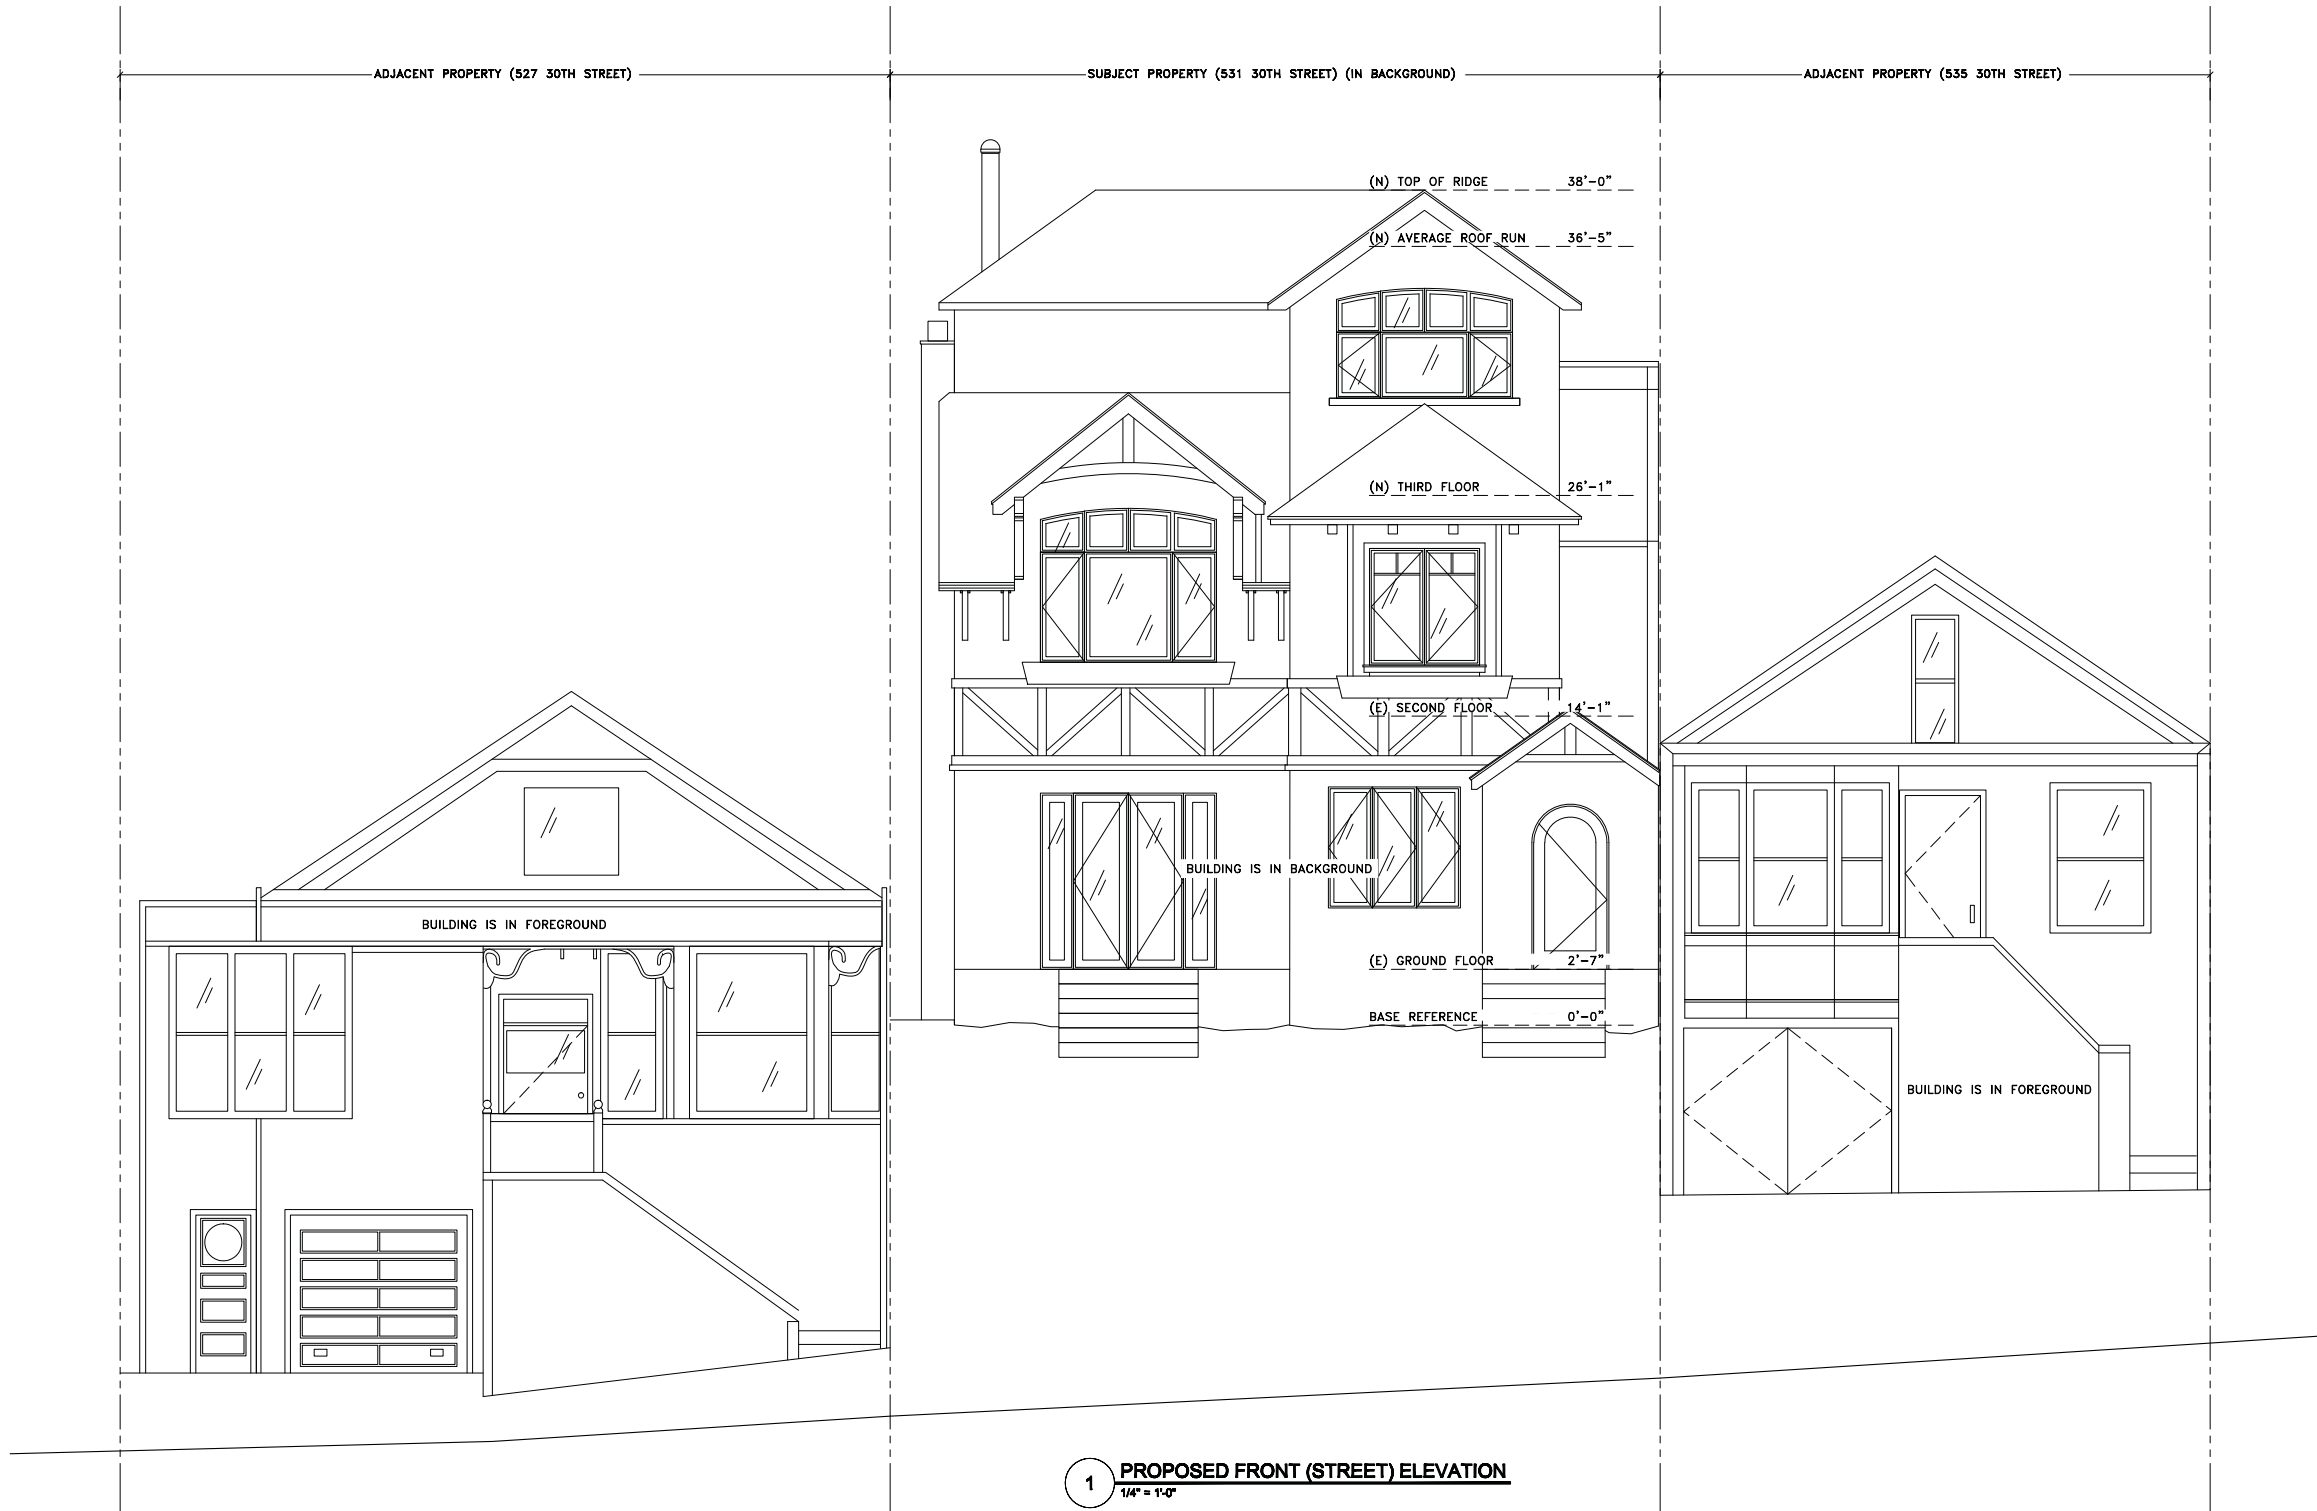 ADJACENT PROPERTY (527 30TH STREET)
SUBJECT PROPERTY (531 30TH STREET) (IN BACKGROUND)
ADJACENT PROPERTY (535 30TH STREET)
(N) TOP OF RIDGE 38'-0"
(N) AVERAGE ROOF RUN 36'-5"
(N) THIRD FLOOR 26'-1"
(E) SECOND FLOOR 14'-1"
BUILDING IS IN BACKGROUND
BUILDING IS IN FOREGROUND
(E) GROUND FLOOR 2'-7"
BASE REFERENCE 0'-0"
BUILDING IS IN FOREGROUND
1 PROPOSED FRONT (STREET) ELEVATION
1/4" = 1'-0"